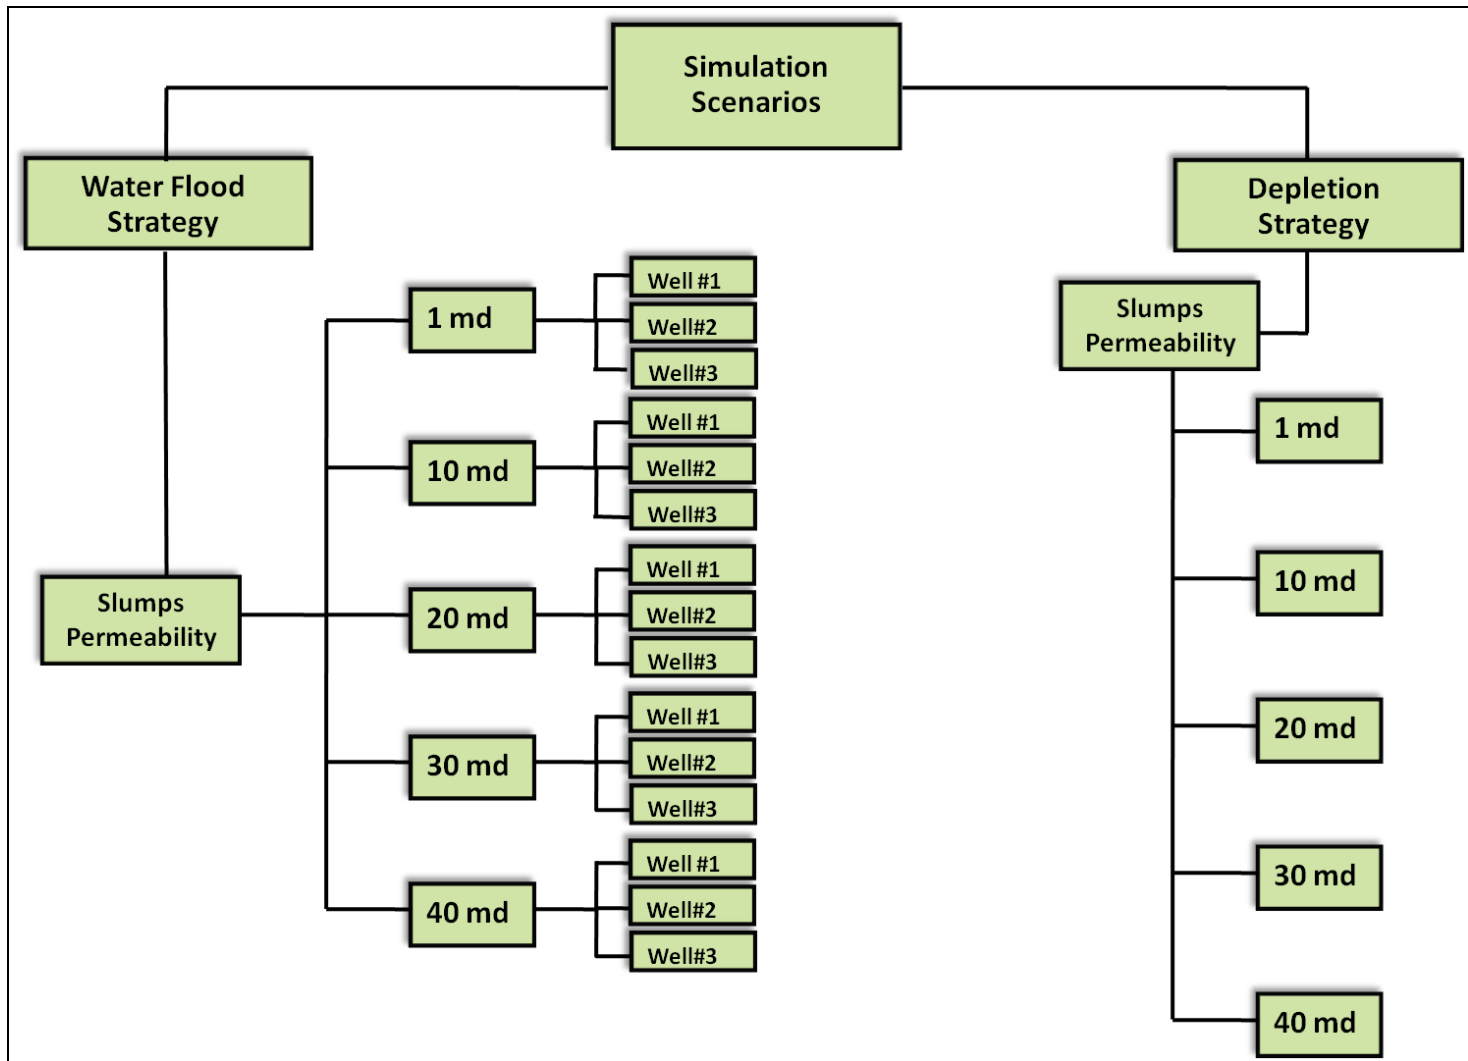 Simulation
Scenarios
Water Flood
Strategy
Slumps
Permeability
1 md
Well #1
Well#2
Well#3
10 md
Well #1
Well#2
Well#3
20 md
Well #1
Well#2
Well#3
30 md
Well #1
Well#2
Well#3
40 md
Well #1
Well#2
Well#3
Depletion
Strategy
Slumps
Permeability
1 md
10 md
20 md
30 md
40 md